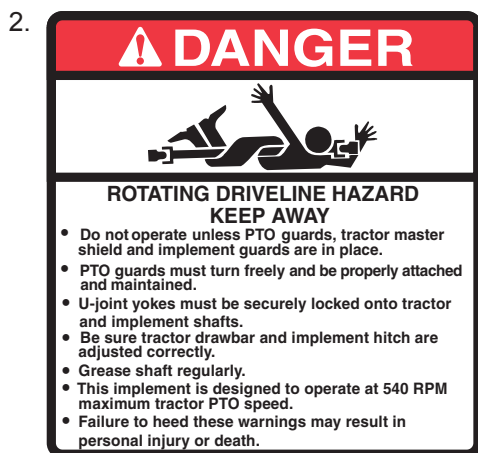 2.
DANGER
ROTATING DRIVELINE HAZARD
KEEP AWAY
• Do not operate unless PTO guards, tractor master
shield and implement guards are in place.
• PTO guards must turn freely and be properly attached
and maintained.
• U-joint yokes must be securely locked onto tractor
and implement shafts.
• Be sure tractor drawbar and implement hitch are
adjusted correctly.
• Grease shaft regularly.
• This implement is designed to operate at 540 RPM
maximum tractor PTO speed.
• Failure to heed these warnings may result in
personal injury or death.